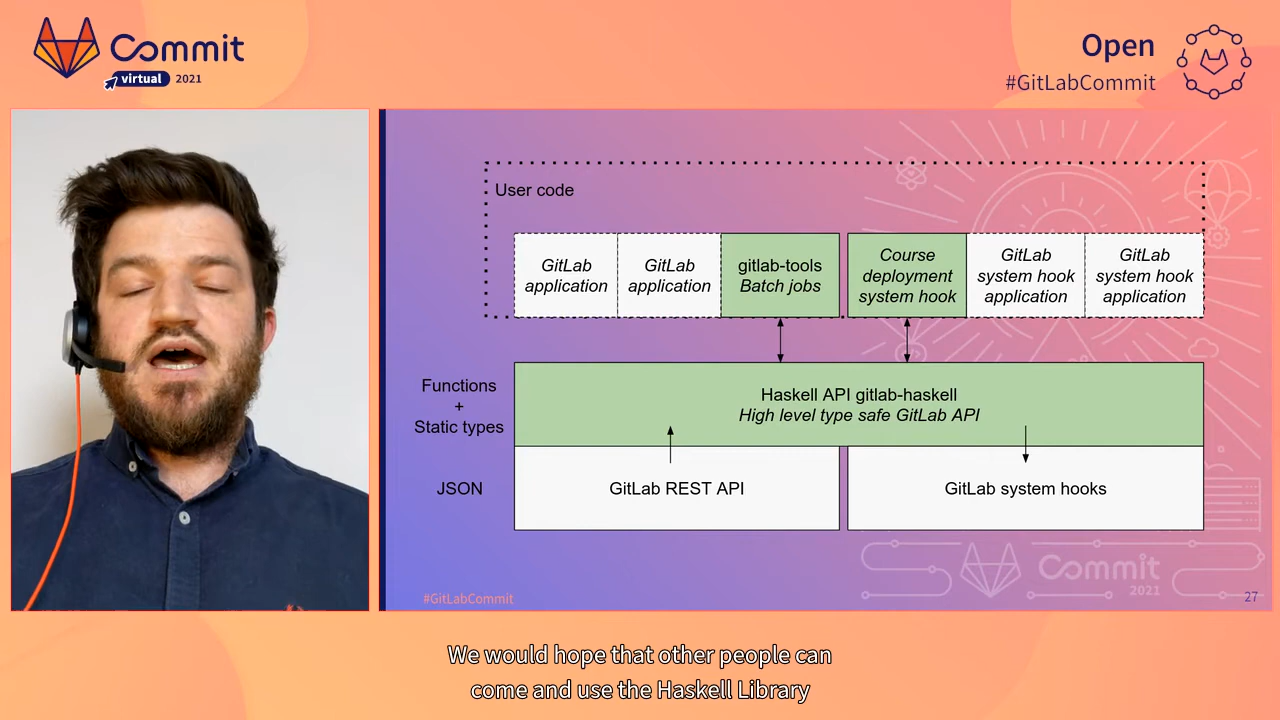 Commit
virtual 2021
Open
#GitLabCommit
User code
GitLab
application
GitLab
application
gitlab-tools
Batch jobs
Course
deployment
system hook
GitLab
system hook
application
GitLab
system hook
application
Functions
+
Static types
Haskell API gitlab-haskell
High level type safe GitLab API
JSON
GitLab REST API
GitLab system hooks
Commit
2021
#GitLabCommit
27
We would hope that other people can
come and use the Haskell Library